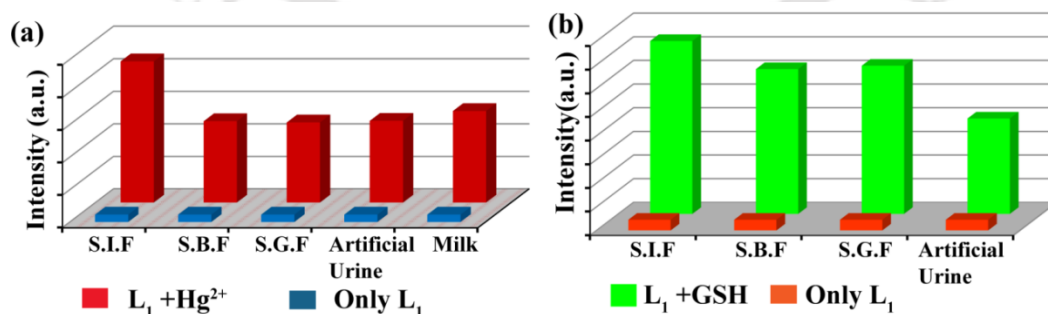 (a)
Intensity (a.u.)
S.I.F S.B.F S.G.F Artificial Urine Milk
L₁ +Hg²⁺ Only L₁
(b)
Intensity(a.u.)
S.I.F S.B.F S.G.F Artificial Urine
L₁ +GSH Only L₁